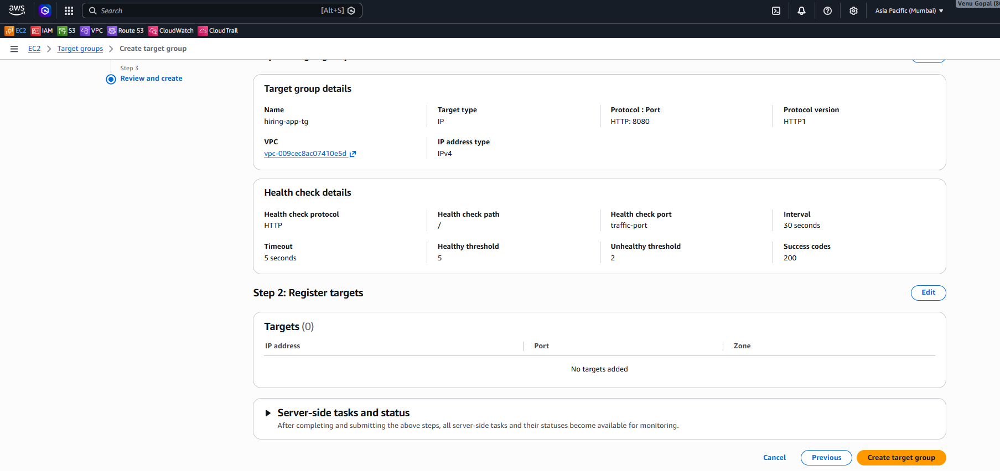 aws
Search
[Alt+S]
Asia Pacific (Mumbai)
Venu Gopal (8
EC2
IAM
S3
VPC
Route 53
CloudWatch
CloudTrail
EC2
Target groups
Create target group
Step 3
Review and create
Target group details
Name
Target type
Protocol : Port
Protocol version
hiring-app-tg
IP
HTTP: 8080
HTTP1
VPC
IP address type
vpc-009cec8ac07410e5d
IPv4
Health check details
Health check protocol
Health check path
Health check port
Interval
HTTP
/
traffic-port
30 seconds
Timeout
Healthy threshold
Unhealthy threshold
Success codes
5 seconds
5
2
200
Step 2: Register targets
Edit
Targets (0)
IP address
Port
Zone
No targets added
Server-side tasks and status
After completing and submitting the above steps, all server-side tasks and their statuses become available for monitoring.
Cancel
Previous
Create target group